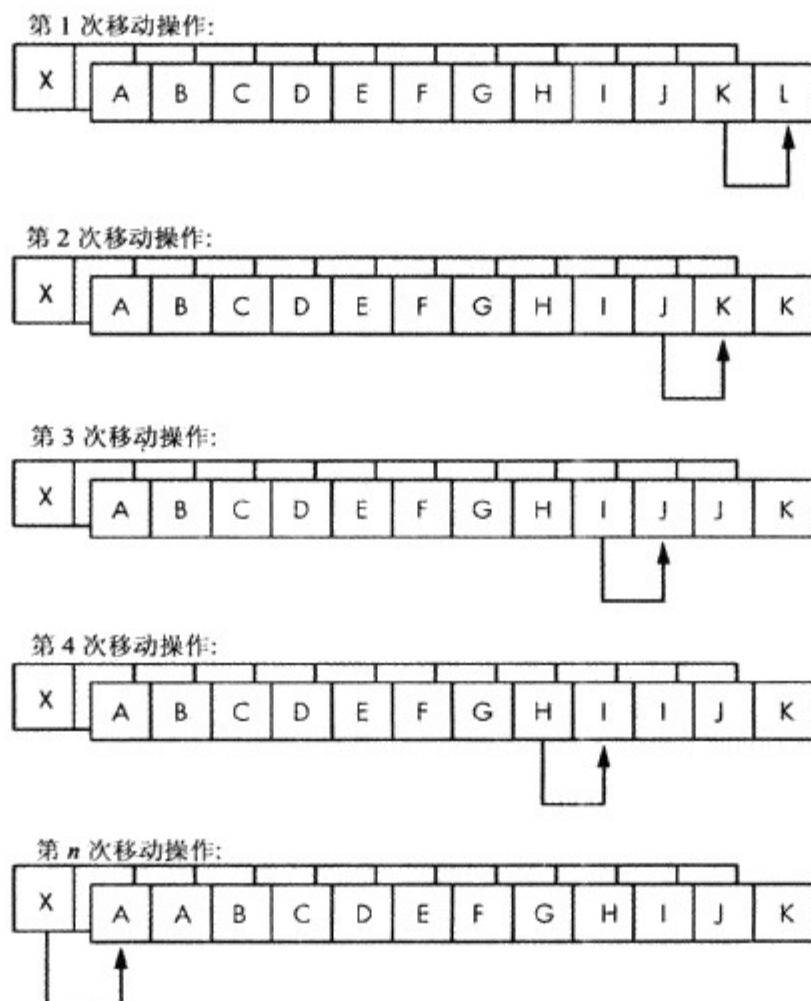 第 1 次移动操作:
X A B C D E F G H I J K L
第 2 次移动操作:
X A B C D E F G H I J K K
第 3 次移动操作:
X A B C D E F G H I J J K
第 4 次移动操作:
X A B C D E F G H I I J K
第 n 次移动操作:
X A A B C D E F G H I J K